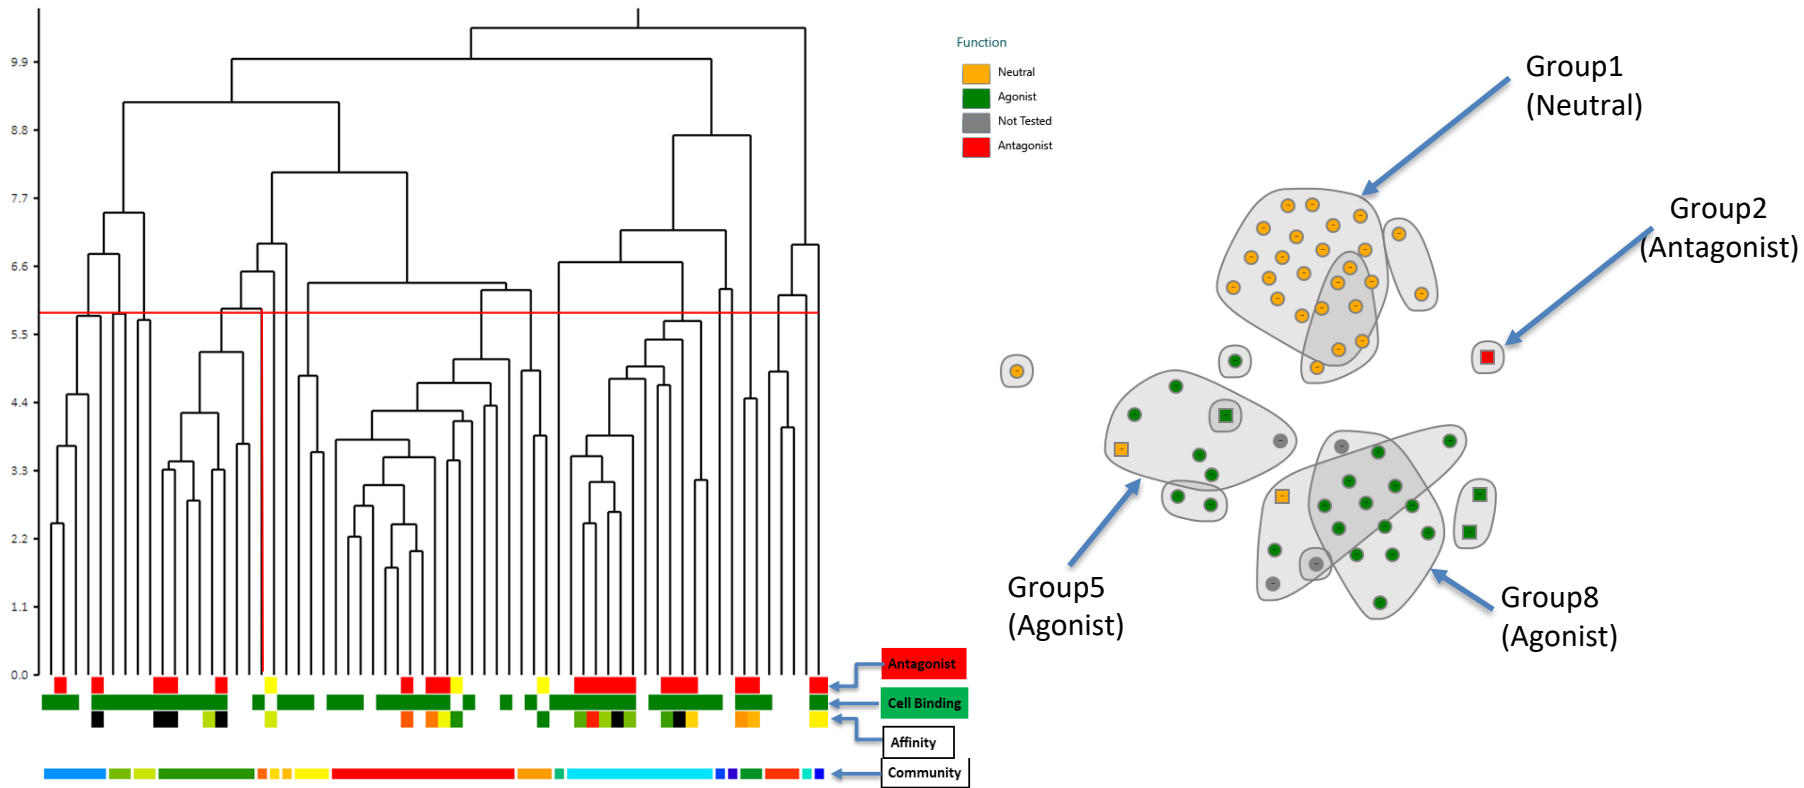 9.9
8.8
7.7
6.6
5.5
4.4
3.3
2.2
1.1
0.0
Antagonist
Cell Binding
Affinity
Community
Function
Neutral
Agonist
Not Tested
Antagonist
Group1
(Neutral)
Group2
(Antagonist)
Group5
(Agonist)
Group8
(Agonist)